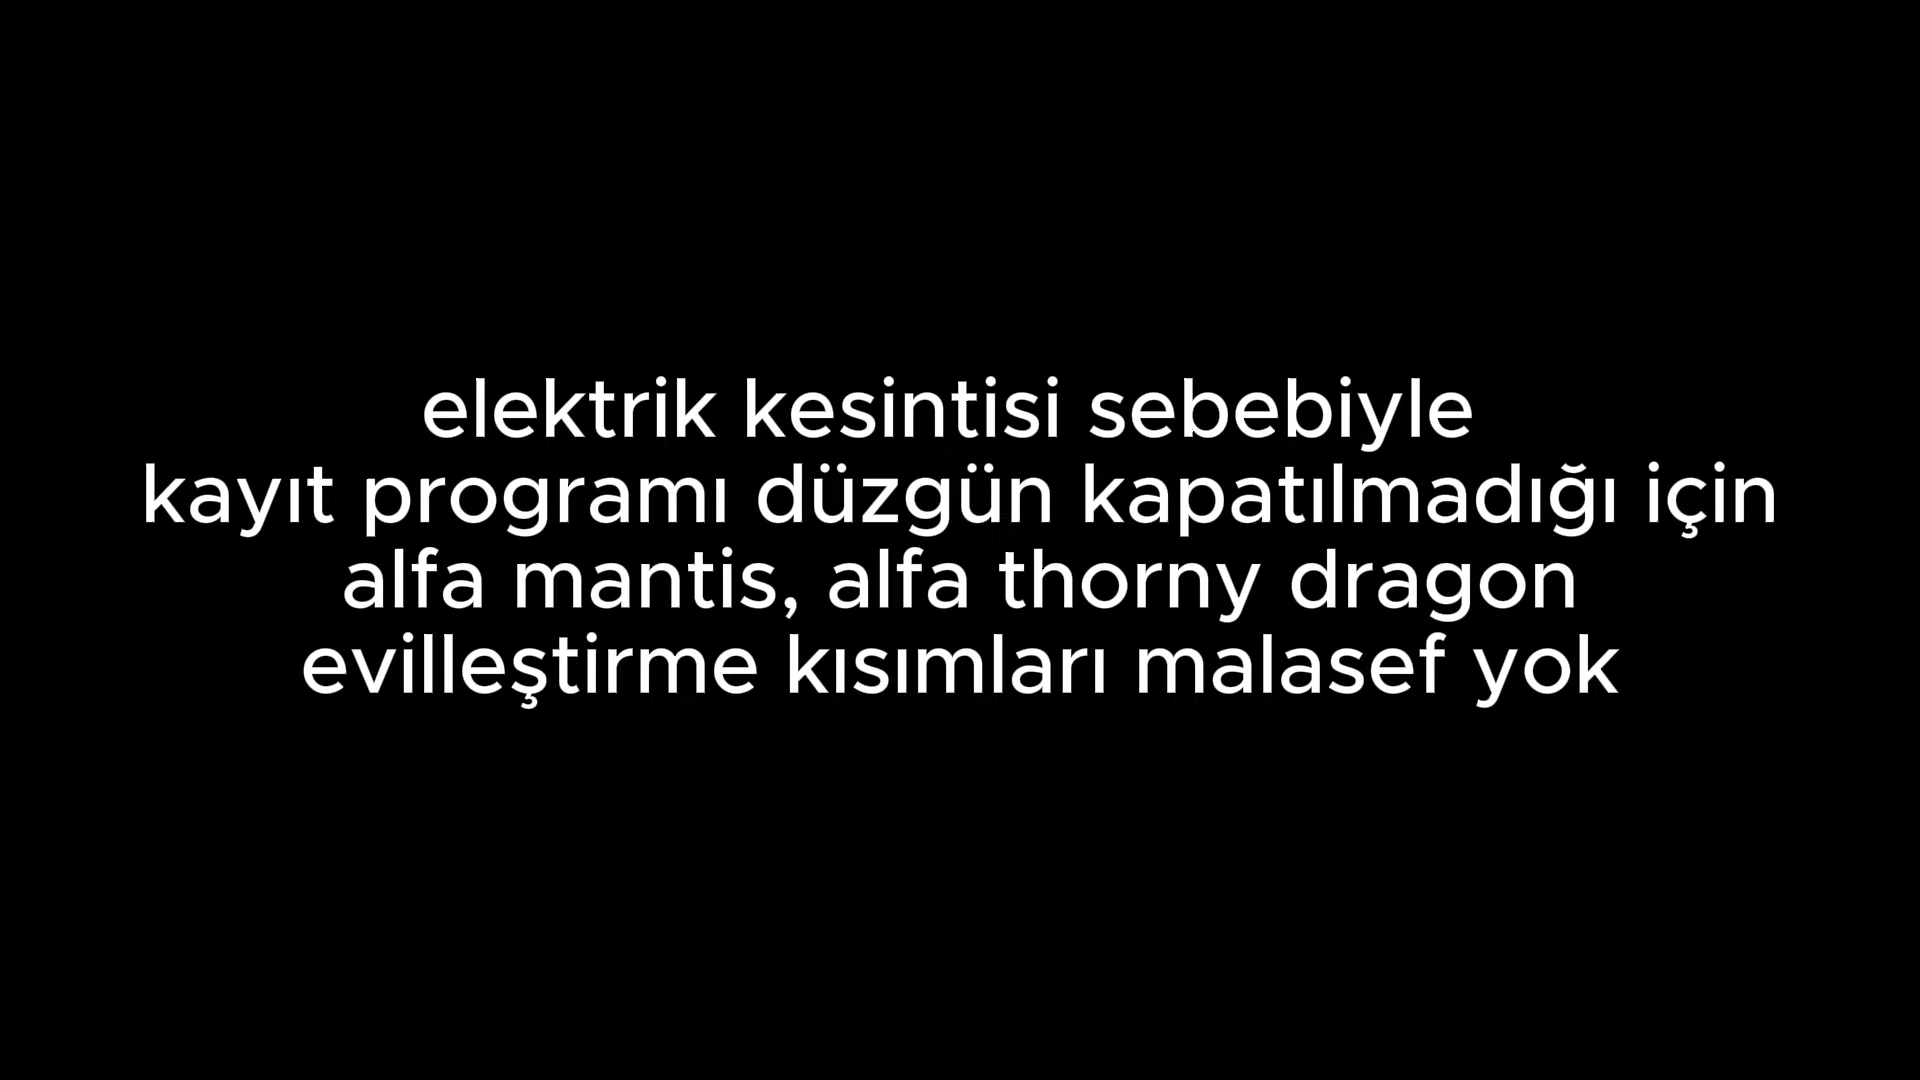 elektrik kesintisi sebebiyle
kayıt programı düzgün kapatılmadığı için
alfa mantis, alfa thorny dragon
evilleştirme kısımları malasef yok